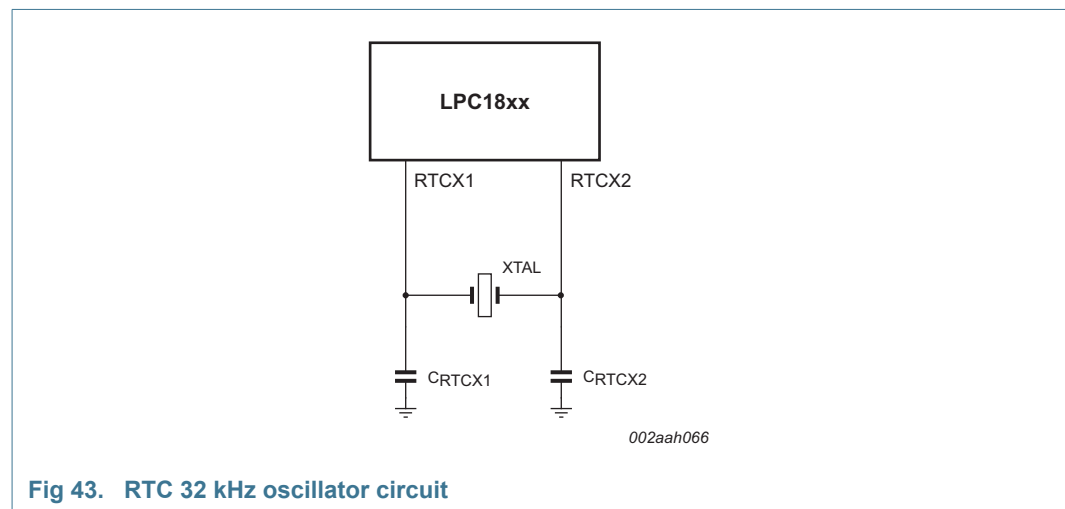 LPC18xx
RTCX1 RTCX2
XTAL
CRTCX1 CRTCX2
002aah066
Fig 43. RTC 32 kHz oscillator circuit